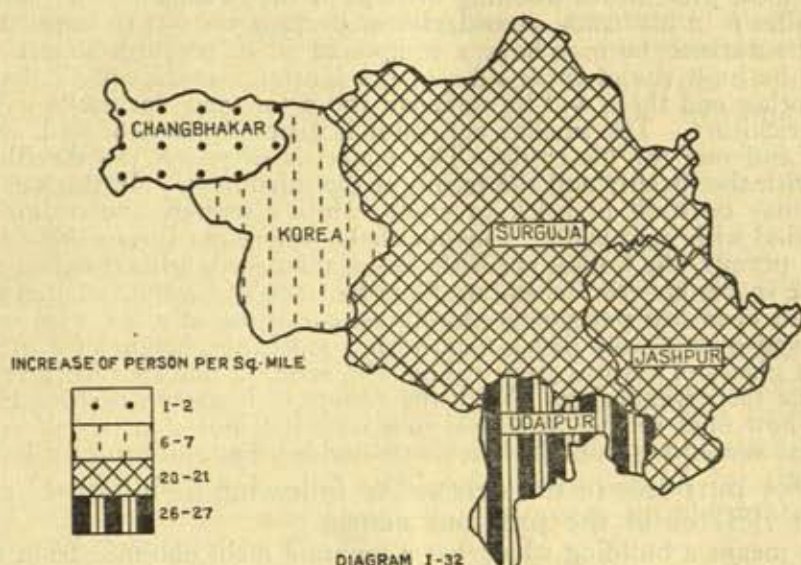 CHANGBHAKAR
KOREA
SURGUJA
JASHPUR
UDAIPUR
INCREASE OF PERSON PER Sq. MILE
1-2
6-7
20-21
26-27
DIAGRAM I-32